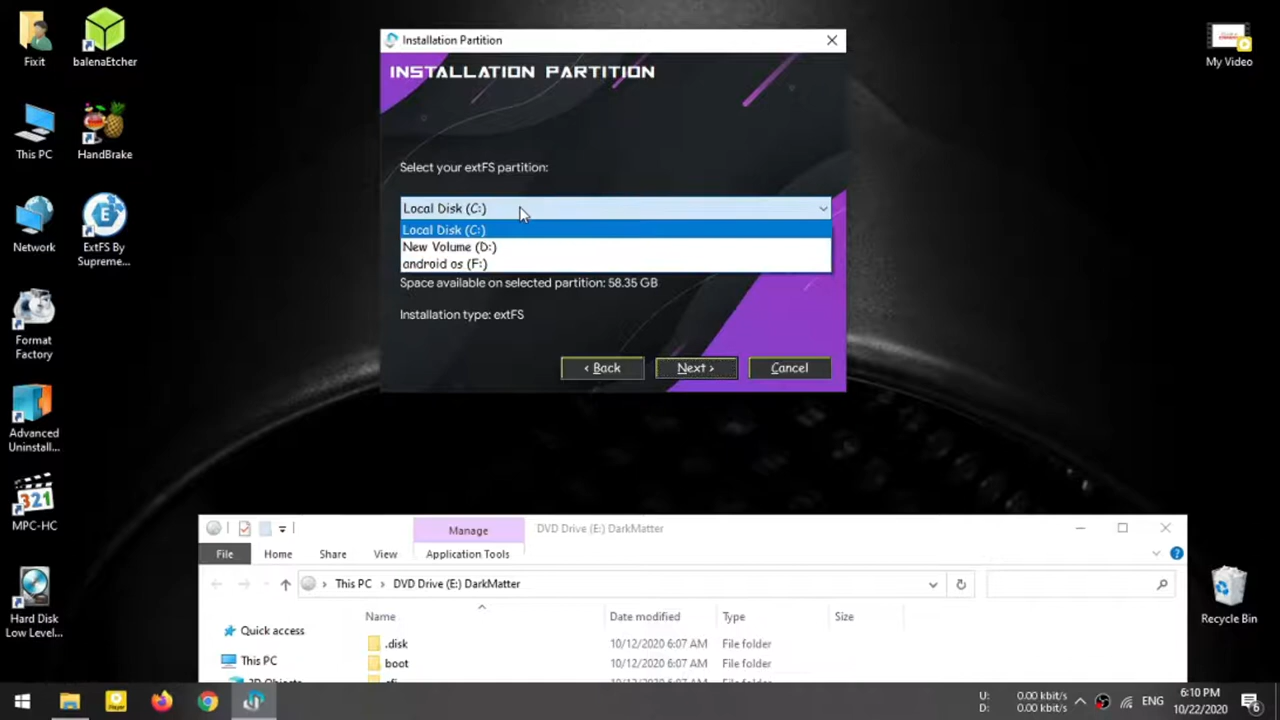 Fixit
balenaEtcher
My Video
This PC
HandBrake
Network
ExtFS By
Supreme...
Format
Factory
Advanced
Uninstall...
321
MPC-HC
Hard Disk
Low Level...
Recycle Bin
Installation Partition
INSTALLATION PARTITION
Select your extFS partition:
Local Disk (C:)
Local Disk (C:)
New Volume (D:)
android os (F:)
Space available on selected partition: 58.35 GB
Installation type: extFS
< Back
Next >
Cancel
Manage
DVD Drive (E:) DarkMatter
File
Home
Share
View
Application Tools
This PC > DVD Drive (E:) DarkMatter
Name
Date modified
Type
Size
Quick access
This PC
.disk
10/12/2020 6:07 AM
File folder
boot
10/12/2020 6:07 AM
File folder
U: 0.00 kbit/s
D: 0.00 kbit/s
ENG
6:10 PM
10/22/2020
6